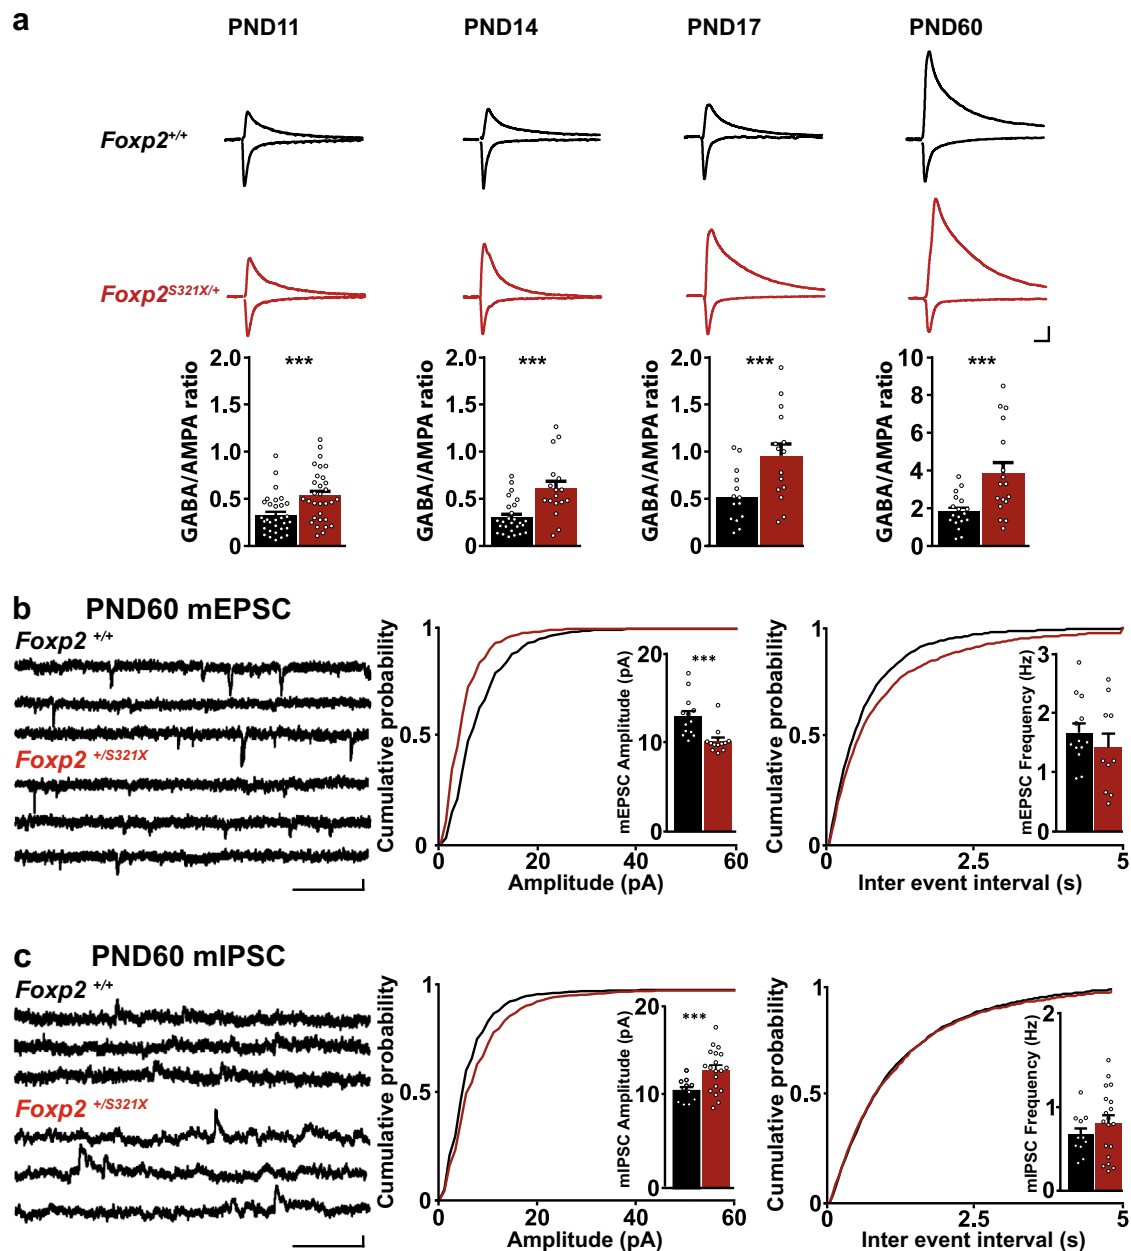 a
PND11 PND14 PND17 PND60
Foxp2+/+
Foxp2S321X/+
*** *** *** ***
GABA/AMPA ratio
2.0
1.5
1.0
0.5
0
GABA/AMPA ratio
2.0
1.5
1.0
0.5
0
GABA/AMPA ratio
2.0
1.5
1.0
0.5
0
GABA/AMPA ratio
10
8
6
4
2
0
b PND60 mEPSC
Foxp2 +/+
Foxp2 +/S321X
Cumulative probability
1
0.5
0
0 20 40 60
Amplitude (pA)
mEPSC Amplitude (pA)
20
10
0
***
Cumulative probability
1
0.5
0
0 2.5 5
Inter event interval (s)
mEPSC Frequency (Hz)
3
2
1
0
c PND60 mIPSC
Foxp2 +/+
Foxp2 +/S321X
Cumulative probability
1
0.5
0
0 20 40 60
Amplitude (pA)
mIPSC Amplitude (pA)
20
10
0
***
Cumulative probability
1
0.5
0
0 2.5 5
Inter event interval (s)
mIPSC Frequency (Hz)
2
1
0